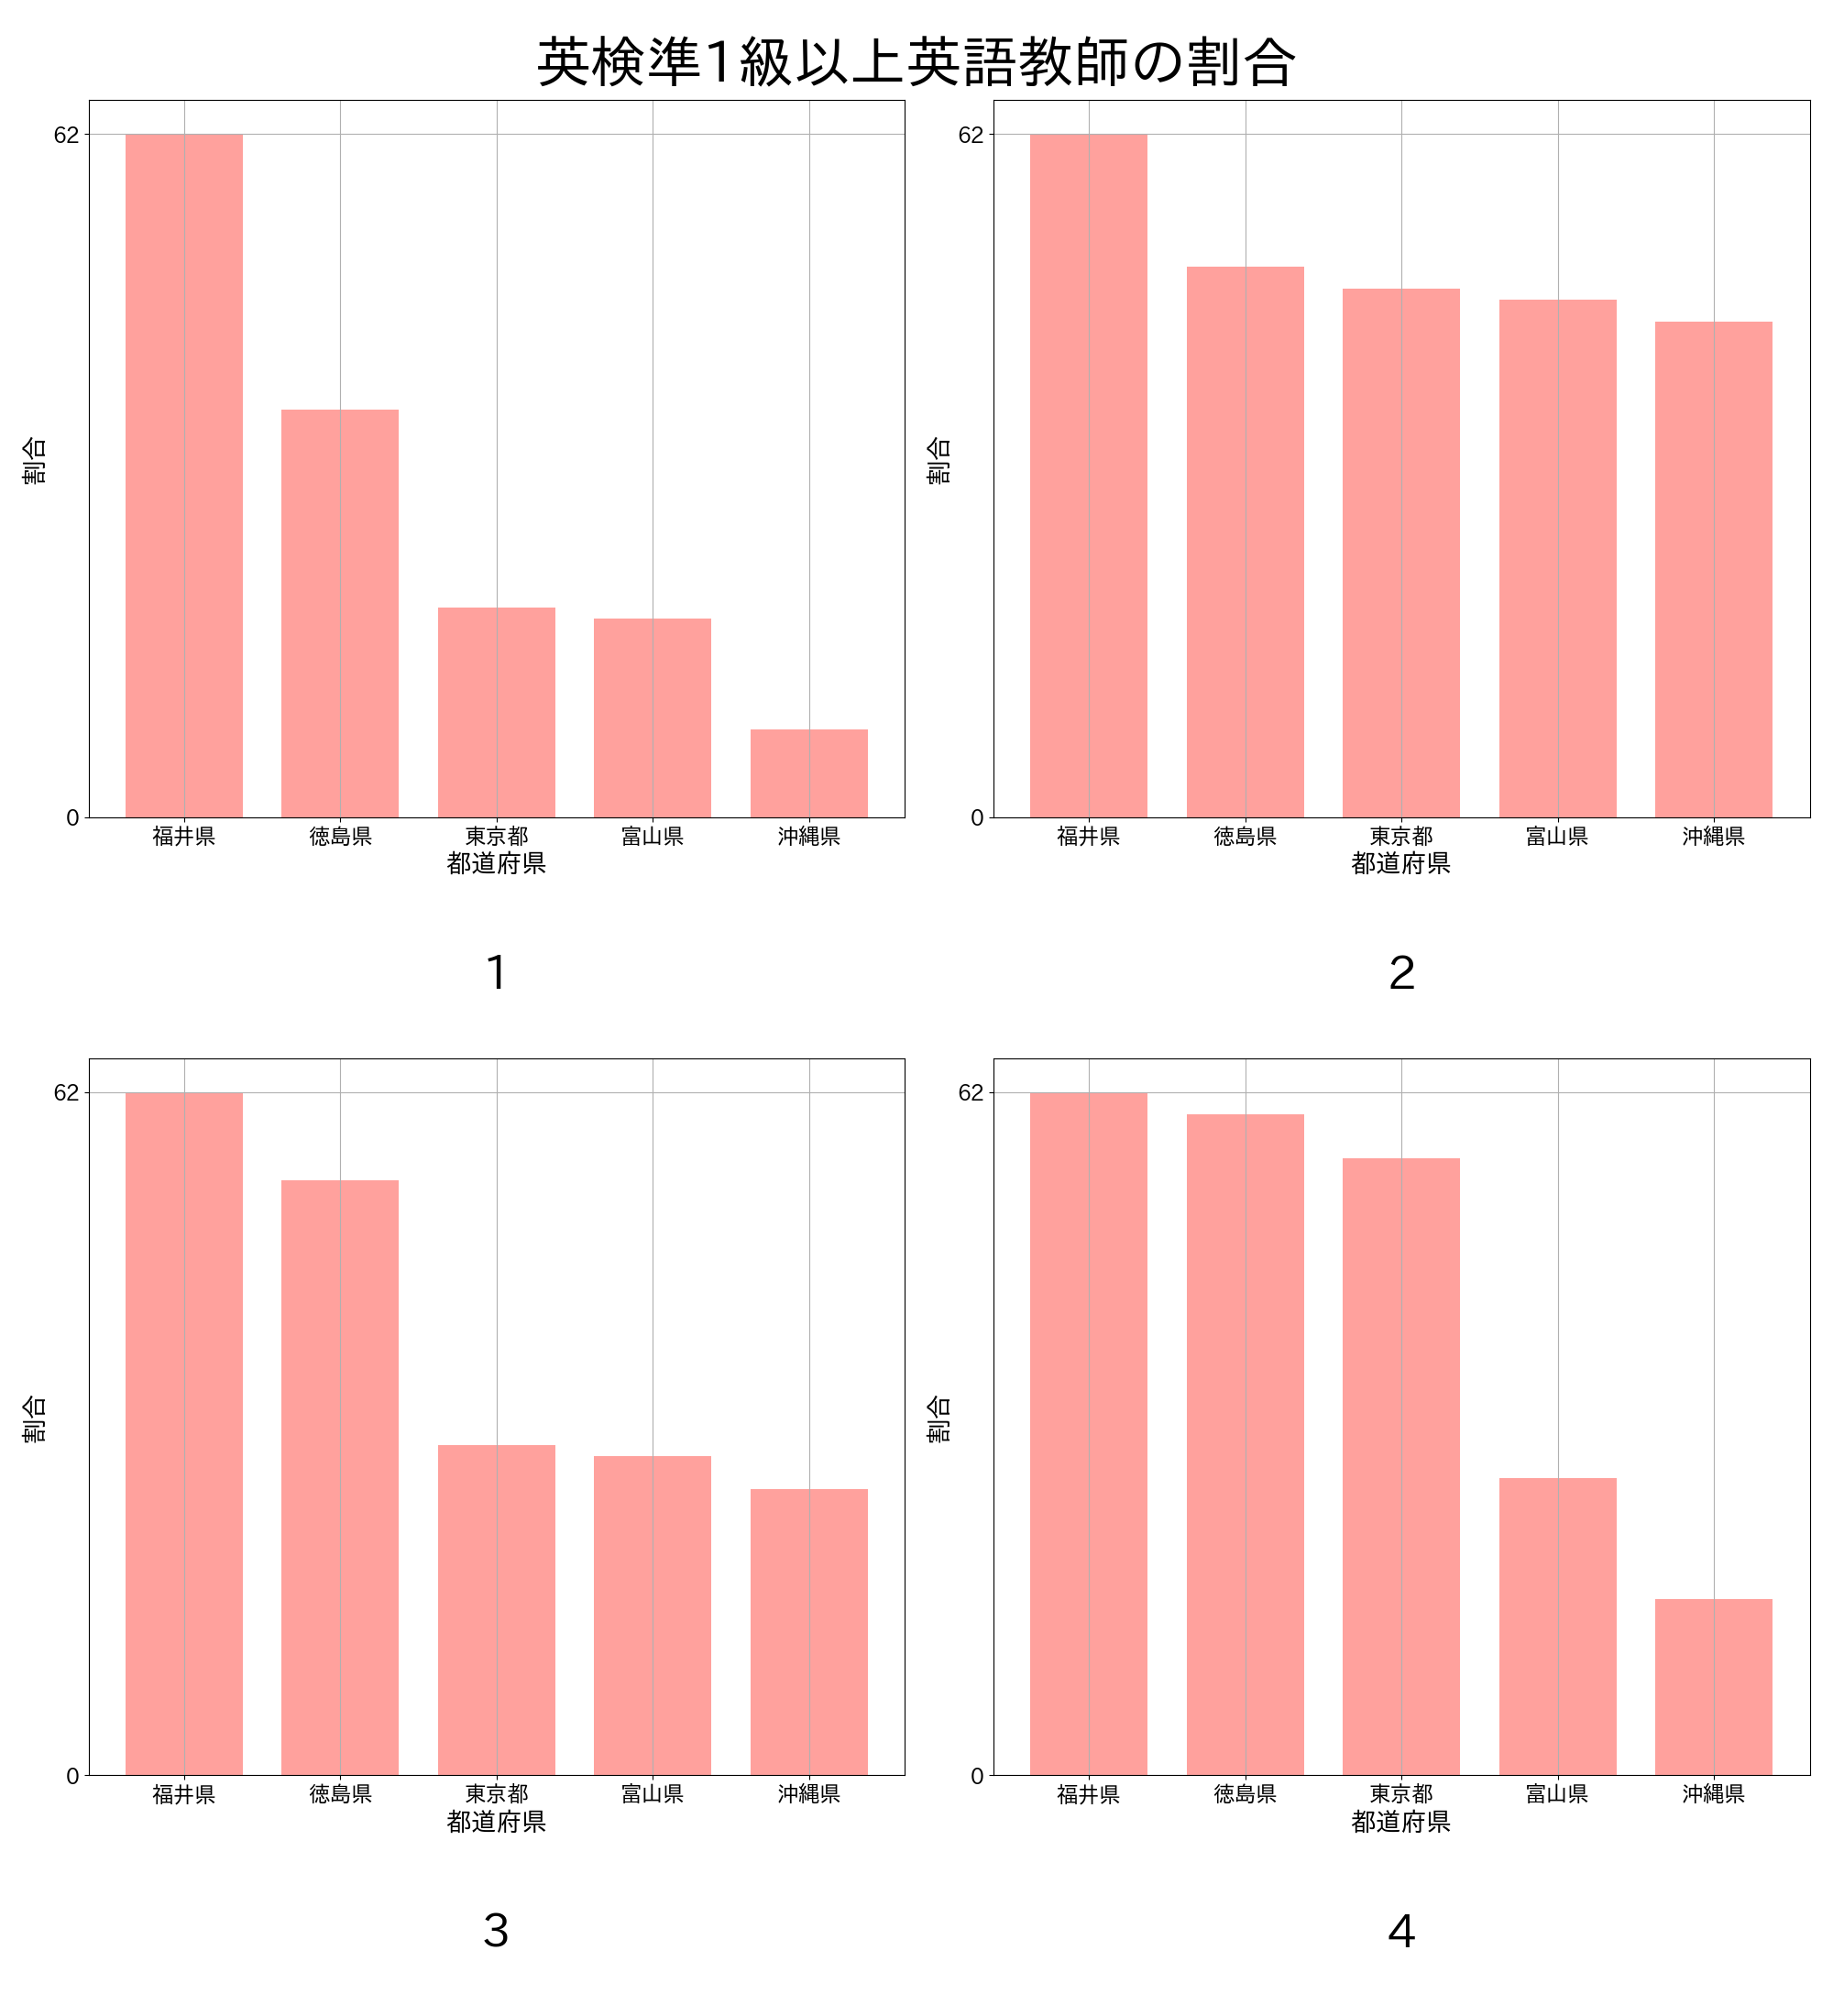 英検準1級以上英語教師の割合
62
0
割合
福井県 徳島県 東京都 富山県 沖縄県
都道府県
1
62
0
割合
福井県 徳島県 東京都 富山県 沖縄県
都道府県
2
62
0
割合
福井県 徳島県 東京都 富山県 沖縄県
都道府県
3
62
0
割合
福井県 徳島県 東京都 富山県 沖縄県
都道府県
4